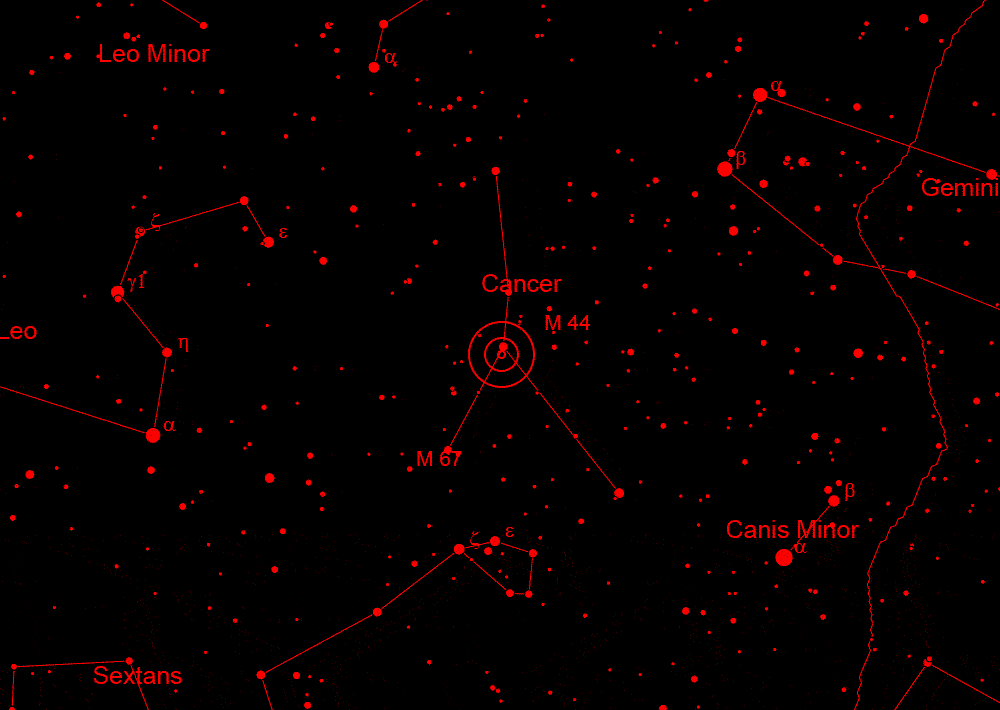 Leo Minor
α
α
β
Gemini
ζ
ε
γ1
Cancer
M 44
Leo
η
α
M 67
β
Canis Minor
α
ζ
ε
Sextans